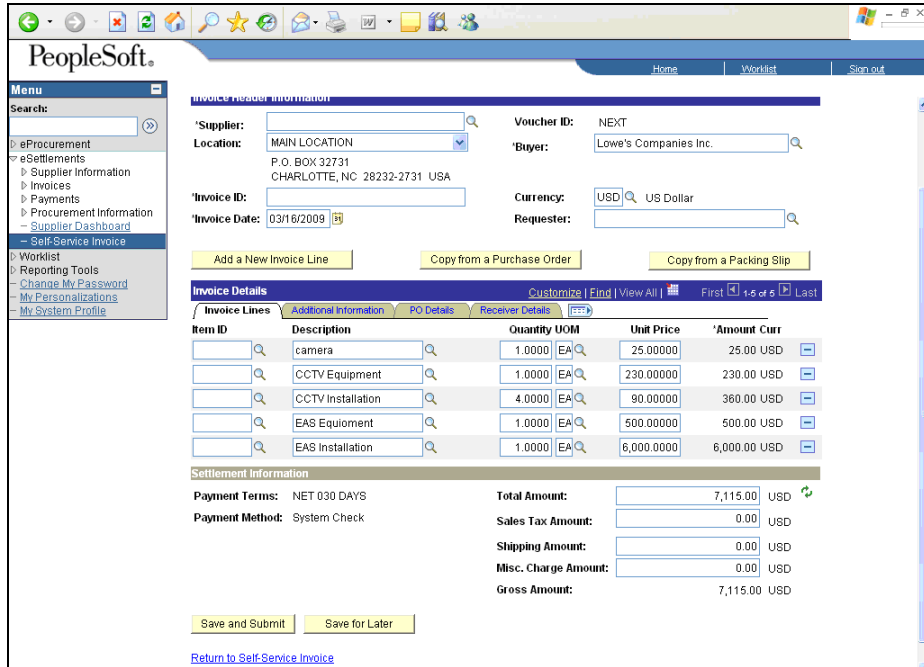 PeopleSoft.
Home Worklist Sign out
Menu
Search:
eProcurement
eSettlements
Supplier Information
Invoices
Payments
Procurement Information
Supplier Dashboard
Self-Service Invoice
Worklist
Reporting Tools
Change My Password
My Personalizations
My System Profile
Invoice Header Information
*Supplier: Voucher ID: NEXT
Location: MAIN LOCATION *Buyer: Lowe's Companies Inc.
P.O. BOX 32731
CHARLOTTE, NC 28232-2731 USA
*Invoice ID: Currency: USD US Dollar
*Invoice Date: 03/16/2009 Requester:
Add a New Invoice Line Copy from a Purchase Order Copy from a Packing Slip
Invoice Details Customize | Find | View All | First 1-5 of 5 Last
Invoice Lines Additional Information PO Details Receiver Details
Item ID Description Quantity UOM Unit Price *Amount Curr
camera 1.0000 EA 25.00000 25.00 USD
CCTV Equipment 1.0000 EA 230.00000 230.00 USD
CCTV Installation 4.0000 EA 90.00000 360.00 USD
EAS Equioment 1.0000 EA 500.00000 500.00 USD
EAS Installation 1.0000 EA 6,000.00000 6,000.00 USD
Settlement Information
Payment Terms: NET 030 DAYS Total Amount: 7,115.00 USD
Payment Method: System Check Sales Tax Amount: 0.00 USD
Shipping Amount: 0.00 USD
Misc. Charge Amount: 0.00 USD
Gross Amount: 7,115.00 USD
Save and Submit Save for Later
Return to Self-Service Invoice